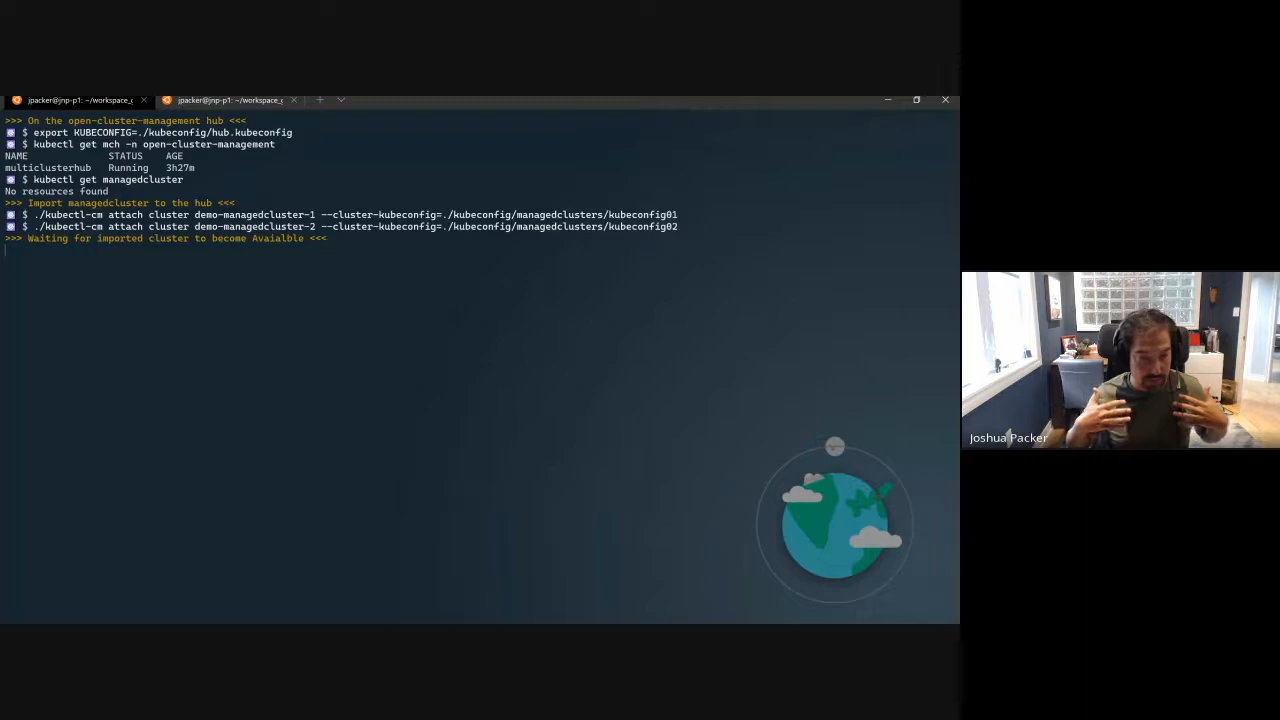 jpacker@jnp-p1: ~/workspace_c
jpacker@jnp-p1: ~/workspace_c
>>> On the open-cluster-management hub <<<
$ export KUBECONFIG=./kubeconfig/hub.kubeconfig
$ kubectl get mch -n open-cluster-management
NAME STATUS AGE
multiclusterhub Running 3h27m
$ kubectl get managedcluster
No resources found
>>> Import managedcluster to the hub <<<
$ ./kubectl-cm attach cluster demo-managedcluster-1 --cluster-kubeconfig=./kubeconfig/managedclusters/kubeconfig01
$ ./kubectl-cm attach cluster demo-managedcluster-2 --cluster-kubeconfig=./kubeconfig/managedclusters/kubeconfig02
>>> Waiting for imported cluster to become Avaialble <<<
Joshua Packer